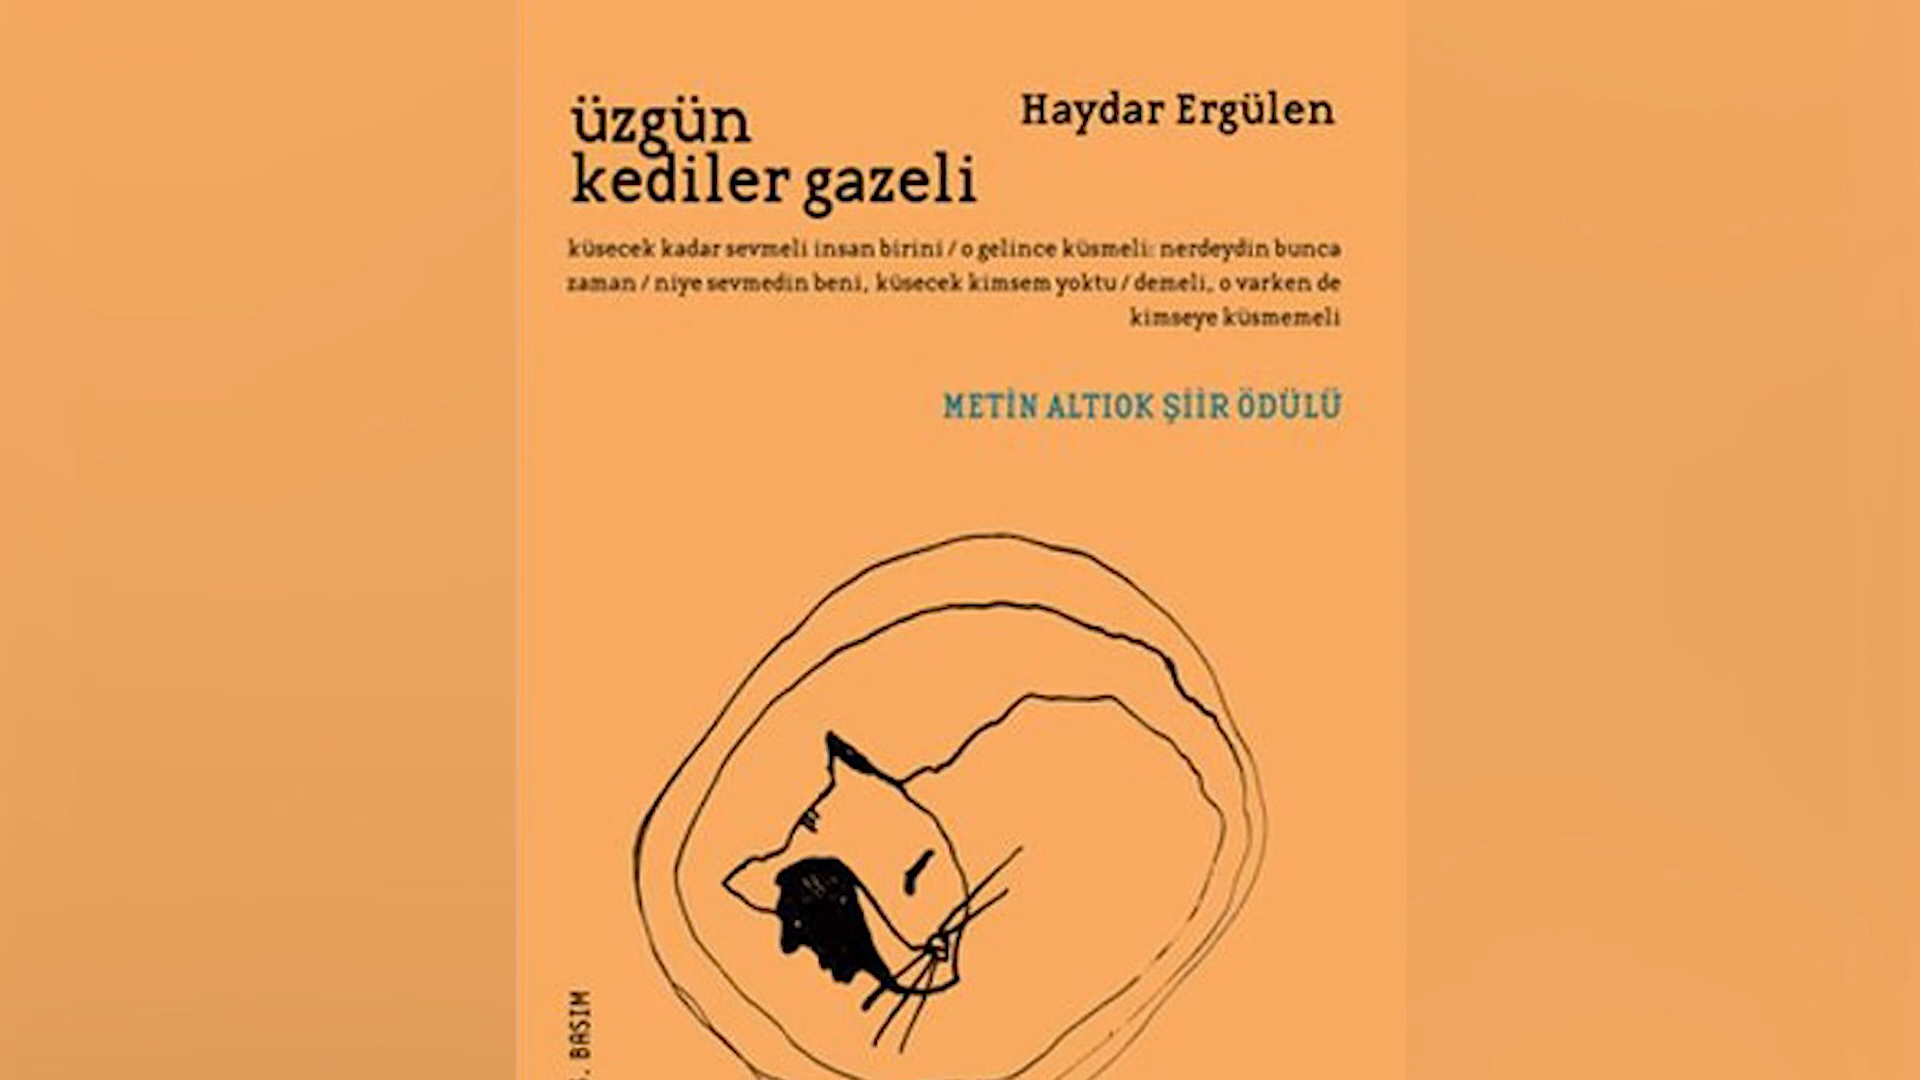 üzgün
kediler gazeli
Haydar Ergülen
küsecek kadar sevmeli insan birini / o gelince küsmeli: nerdeydin bunca
zaman / niye sevmedin beni, küsecek kimsem yoktu / demeli, o varken de
kimseye küsmemeli
METİN ALTIOK ŞİİR ÖDÜLÜ
BASIM